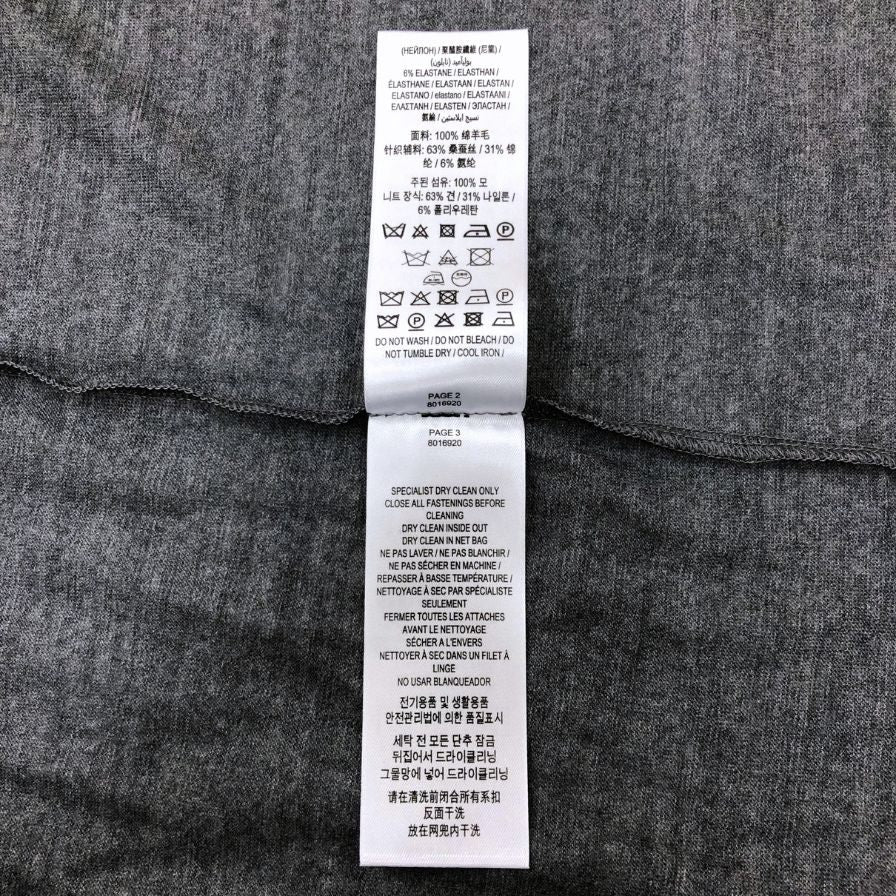 (НЕЙЛОН) / 聚醯胺纖維 (尼龍) /
بولياميد (نايلون) /
6% ELASTANE / ELASTHAN /
ÉLASTHANE / ELASTAAN / ELASTAN /
ELASTANO / elastano / ELASTAANI /
ΕΛΑΣΤΑΝΗ / ELASTEN / ЭЛАСТАН /
氨綸 / نسيج ايلاستين /
面料: 100% 绵羊毛
针织辅料: 63% 桑蚕丝 / 31% 锦
纶 / 6% 氨纶
주된 섬유: 100% 모
니트 장식: 63% 견 / 31% 나일론 /
6% 폴리우레탄
DO NOT WASH / DO NOT BLEACH / DO
NOT TUMBLE DRY / COOL IRON /
PAGE 2
8016920
PAGE 3
8016920
SPECIALIST DRY CLEAN ONLY
CLOSE ALL FASTENINGS BEFORE
CLEANING
DRY CLEAN INSIDE OUT
DRY CLEAN IN NET BAG
NE PAS LAVER / NE PAS BLANCHIR /
NE PAS SÉCHER EN MACHINE /
REPASSER À BASSE TEMPÉRATURE /
NETTOYAGE À SEC PAR SPÉCIALISTE
SEULEMENT
FERMER TOUTES LES ATTACHES
AVANT LE NETTOYAGE
SÉCHER A L'ENVERS
NETTOYER À SEC DANS UN FILET À
LINGE
NO USAR BLANQUEADOR
전기용품 및 생활용품
안전관리법에 의한 품질표시
세탁 전 모든 단추 잠금
뒤집어서 드라이클리닝
그물망에 넣어 드라이클리닝
请在清洗前闭合所有系扣
反面干洗
放在网兜内干洗